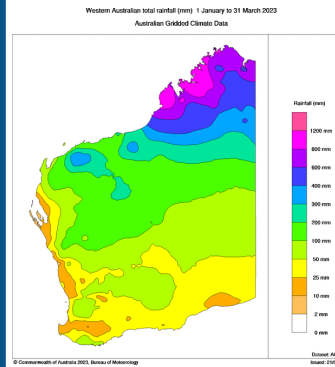 Western Australian total rainfall (mm) 1 January to 31 March 2023
Australian Gridded Climate Data
Rainfall (mm)
1200 mm
800 mm
600 mm
400 mm
300 mm
200 mm
100 mm
50 mm
25 mm
10 mm
2 mm
0 mm
© Commonwealth of Australia 2023, Bureau of Meteorology
Dataset:
Issued: